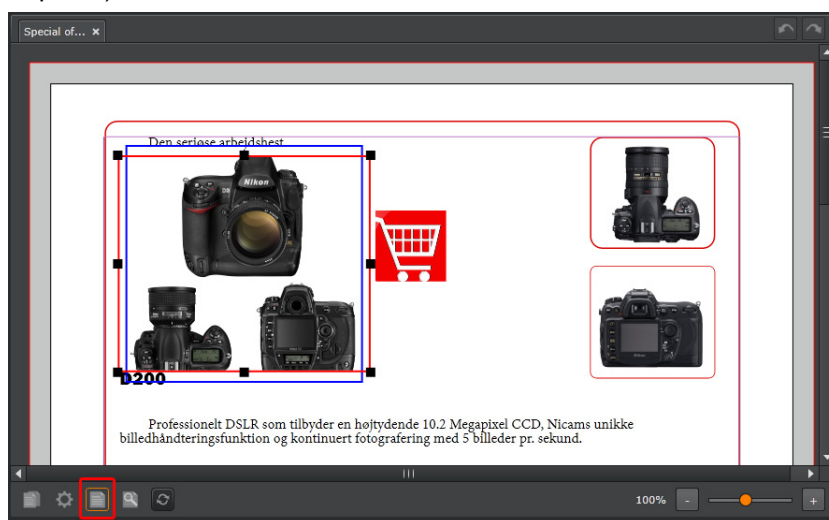 Special of... ×
Den seriøse arbejdshest
Nikon
D200
Professionelt DSLR som tilbyder en højtydende 10.2 Megapixel CCD, Nicams unikke
billedhåndteringsfunktion og kontinuert fotografering med 5 billeder pr. sekund.
100% - +